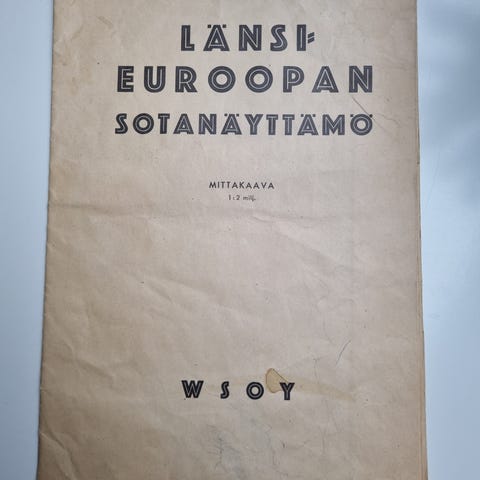 LÄNSI-
EUROOPAN
SOTANÄYTTÄMÖ
MITTAKAAVA
1:2 milj.
WSOY